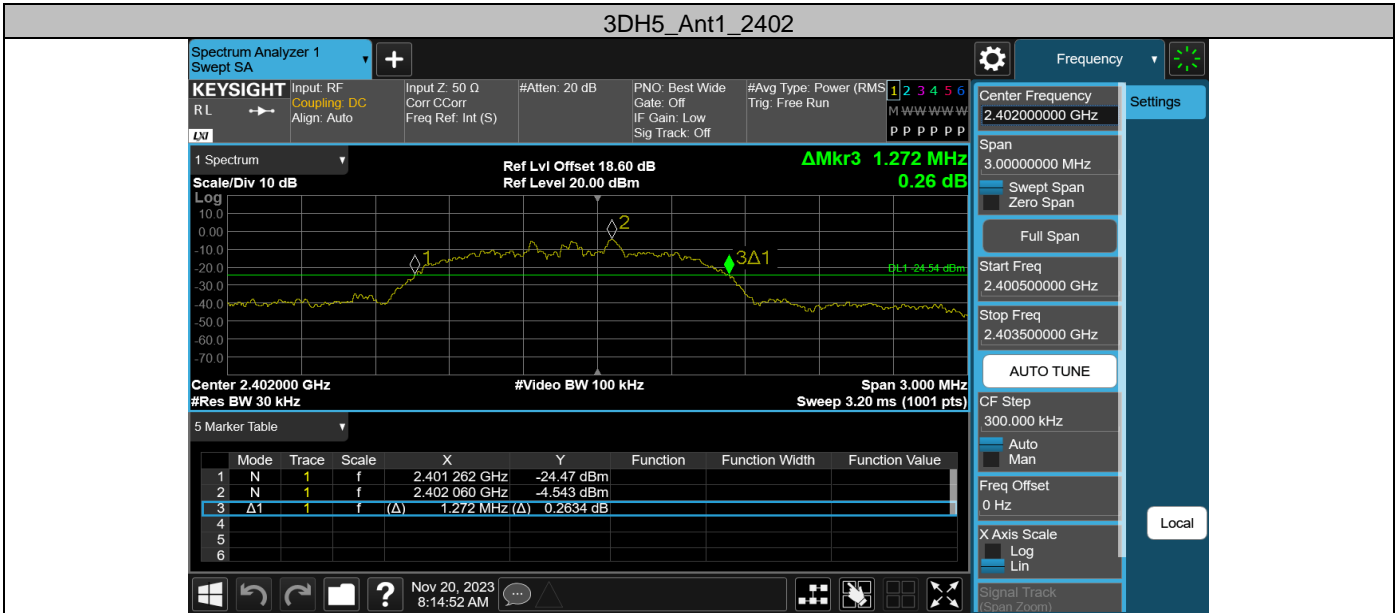 3DH5_Ant1_2402
Spectrum Analyzer 1
Swept SA
+
Frequency
KEYSIGHT
RL
LXI
Input: RF
Coupling: DC
Align: Auto
Input Z: 50 Ω
Corr CCorr
Freq Ref: Int (S)
#Atten: 20 dB
PNO: Best Wide
Gate: Off
IF Gain: Low
Sig Track: Off
#Avg Type: Power (RMS
Trig: Free Run
1 2 3 4 5 6
M W W W W W
P P P P P P
1 Spectrum
Scale/Div 10 dB
Ref Lvl Offset 18.60 dB
Ref Level 20.00 dBm
ΔMkr3 1.272 MHz
0.26 dB
Log
10.0
0.00
-10.0
-20.0
-30.0
-40.0
-50.0
-60.0
-70.0
1
2
3Δ1
DL1 -24.54 dBm
Center 2.402000 GHz
#Video BW 100 kHz
Span 3.000 MHz
#Res BW 30 kHz
Sweep 3.20 ms (1001 pts)
5 Marker Table
Mode Trace Scale X Y Function Function Width Function Value
1 N 1 f 2.401 262 GHz -24.47 dBm
2 N 1 f 2.402 060 GHz -4.543 dBm
3 Δ1 1 f (Δ) 1.272 MHz (Δ) 0.2634 dB
4
5
6
?
Nov 20, 2023
8:14:52 AM
Center Frequency
2.402000000 GHz
Span
3.00000000 MHz
Swept Span
Zero Span
Full Span
Start Freq
2.400500000 GHz
Stop Freq
2.403500000 GHz
AUTO TUNE
CF Step
300.000 kHz
Auto
Man
Freq Offset
0 Hz
X Axis Scale
Log
Lin
Signal Track
(Span Zoom)
Settings
Local